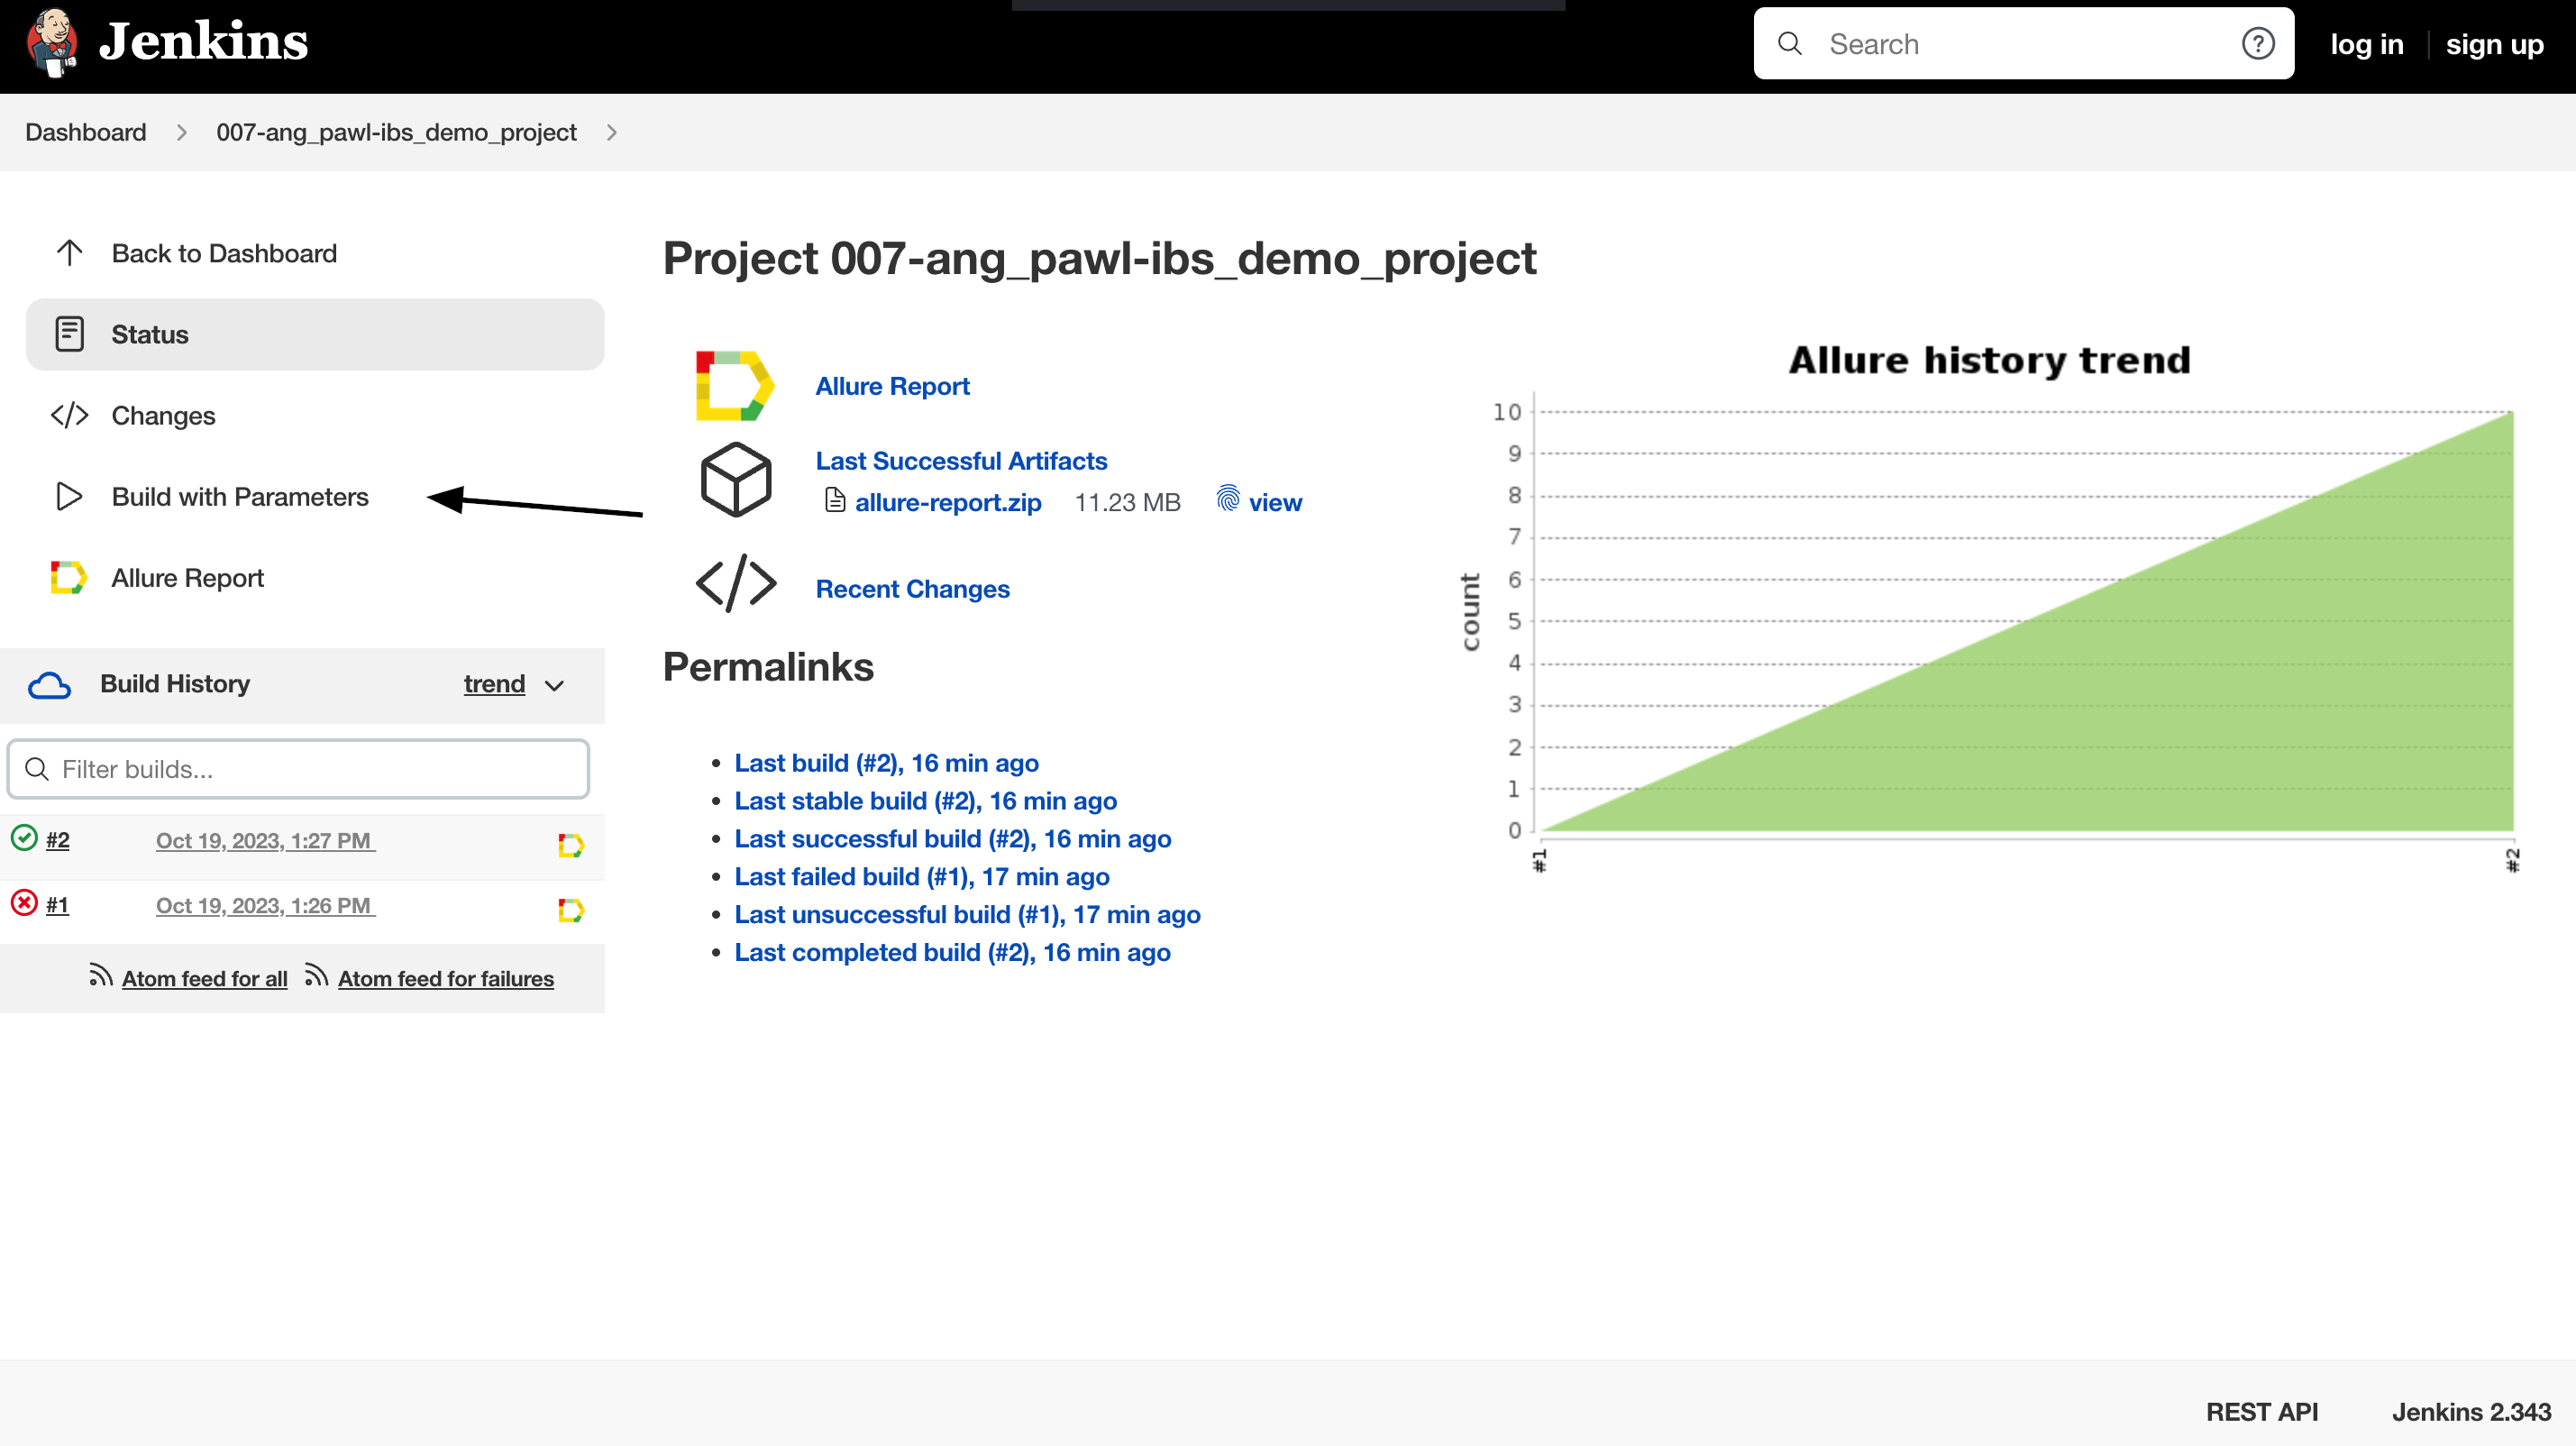 Jenkins
Search
log in
sign up
Dashboard
007-ang_pawl-ibs_demo_project
Back to Dashboard
Status
Changes
Build with Parameters
Allure Report
Build History
trend
Filter builds...
#2
Oct 19, 2023, 1:27 PM
#1
Oct 19, 2023, 1:26 PM
Atom feed for all
Atom feed for failures
Project 007-ang_pawl-ibs_demo_project
Allure Report
Last Successful Artifacts
allure-report.zip 11.23 MB view
Recent Changes
Permalinks
Last build (#2), 16 min ago
Last stable build (#2), 16 min ago
Last successful build (#2), 16 min ago
Last failed build (#1), 17 min ago
Last unsuccessful build (#1), 17 min ago
Last completed build (#2), 16 min ago
Allure history trend
count
10
9
8
7
6
5
4
3
2
1
0
#1
#2
REST API
Jenkins 2.343